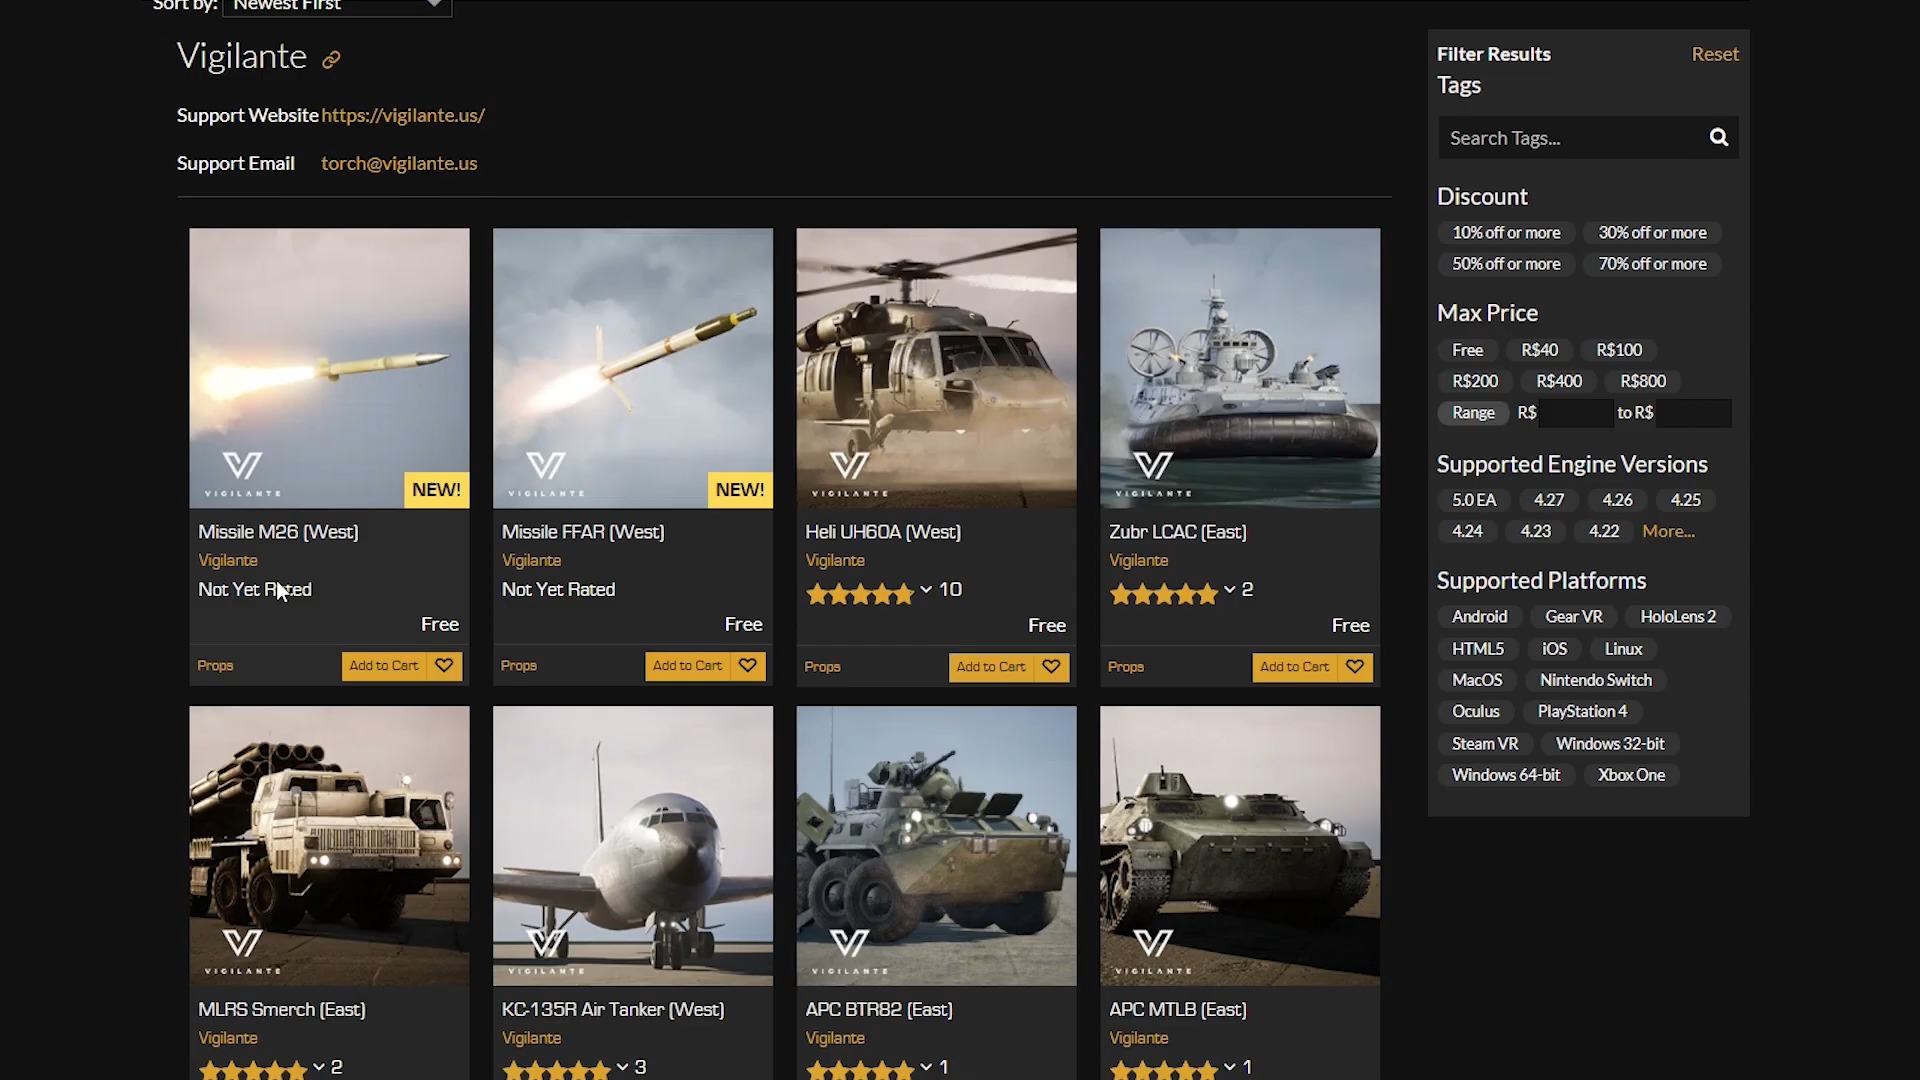 Sort by: Newest First
Vigilante
Support Website https://vigilante.us/
Support Email torch@vigilante.us
VIGILANTE
NEW!
VIGILANTE
NEW!
VIGILANTE
VIGILANTE
Missile M26 (West)
Vigilante
Not Yet Rated
Free
Props
Add to Cart
Missile FFAR (West)
Vigilante
Not Yet Rated
Free
Props
Add to Cart
Heli UH60A (West)
Vigilante
10
Free
Props
Add to Cart
Zubr LCAC (East)
Vigilante
2
Free
Props
Add to Cart
VIGILANTE
VIGILANTE
VIGILANTE
VIGILANTE
MLRS Smerch (East)
Vigilante
2
KC-135R Air Tanker (West)
Vigilante
3
APC BTR82 (East)
Vigilante
1
APC MTLB (East)
Vigilante
1
Filter Results Reset
Tags
Search Tags...
Discount
10% off or more 30% off or more
50% off or more 70% off or more
Max Price
Free R$40 R$100
R$200 R$400 R$800
Range R$ to R$
Supported Engine Versions
5.0 EA 4.27 4.26 4.25
4.24 4.23 4.22 More...
Supported Platforms
Android Gear VR HoloLens 2
HTML5 iOS Linux
MacOS Nintendo Switch
Oculus PlayStation 4
Steam VR Windows 32-bit
Windows 64-bit Xbox One